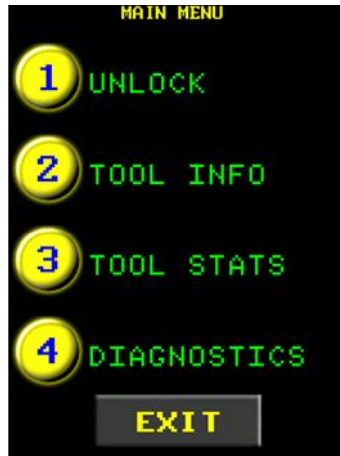 MAIN MENU
1 UNLOCK
2 TOOL INFO
3 TOOL STATS
4 DIAGNOSTICS
EXIT